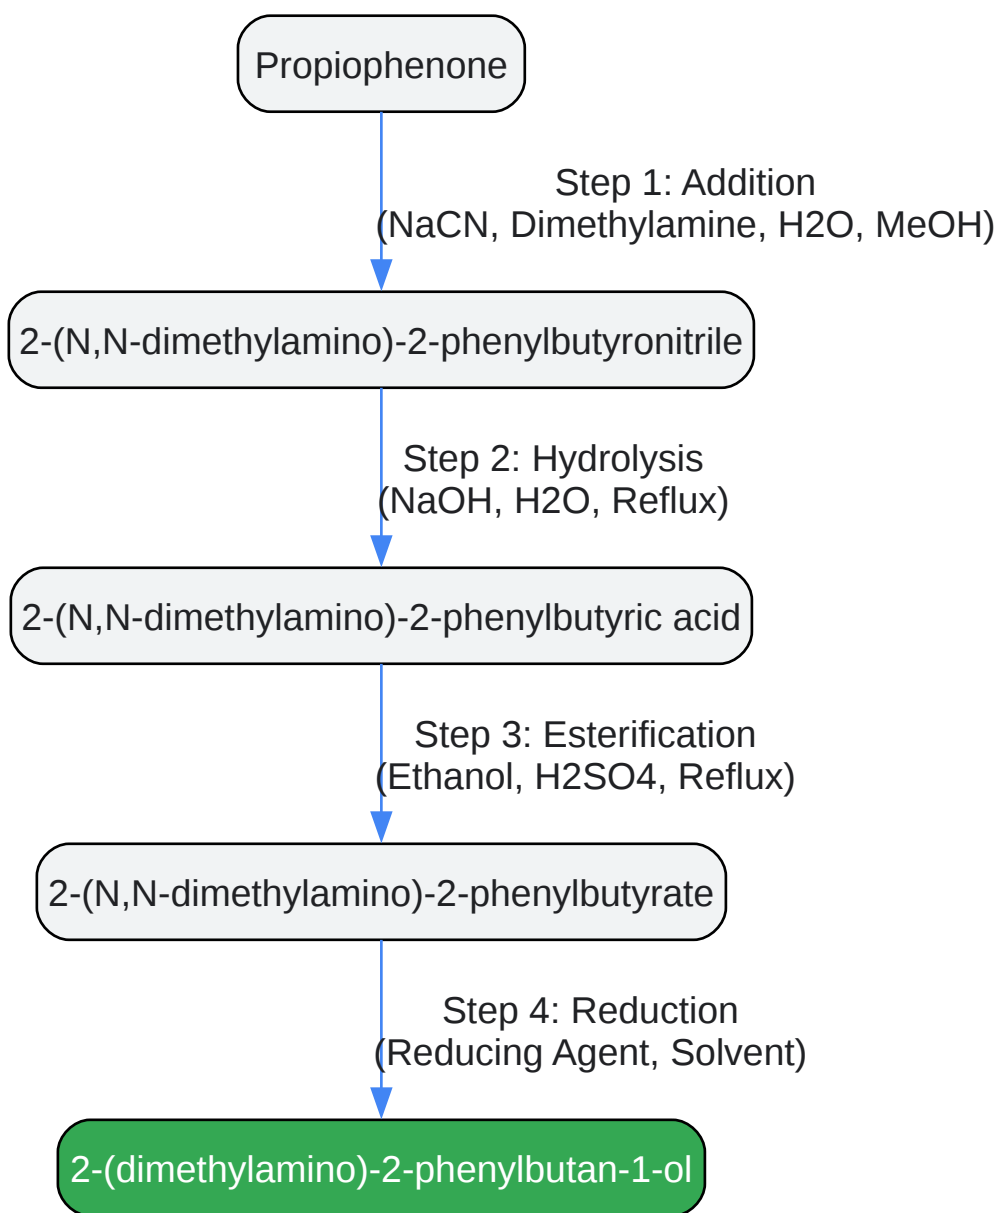 Propiophenone
Step 1: Addition
(NaCN, Dimethylamine, H2O, MeOH)
2-(N,N-dimethylamino)-2-phenylbutyronitrile
Step 2: Hydrolysis
(NaOH, H2O, Reflux)
2-(N,N-dimethylamino)-2-phenylbutyric acid
Step 3: Esterification
(Ethanol, H2SO4, Reflux)
2-(N,N-dimethylamino)-2-phenylbutyrate
Step 4: Reduction
(Reducing Agent, Solvent)
2-(dimethylamino)-2-phenylbutan-1-ol